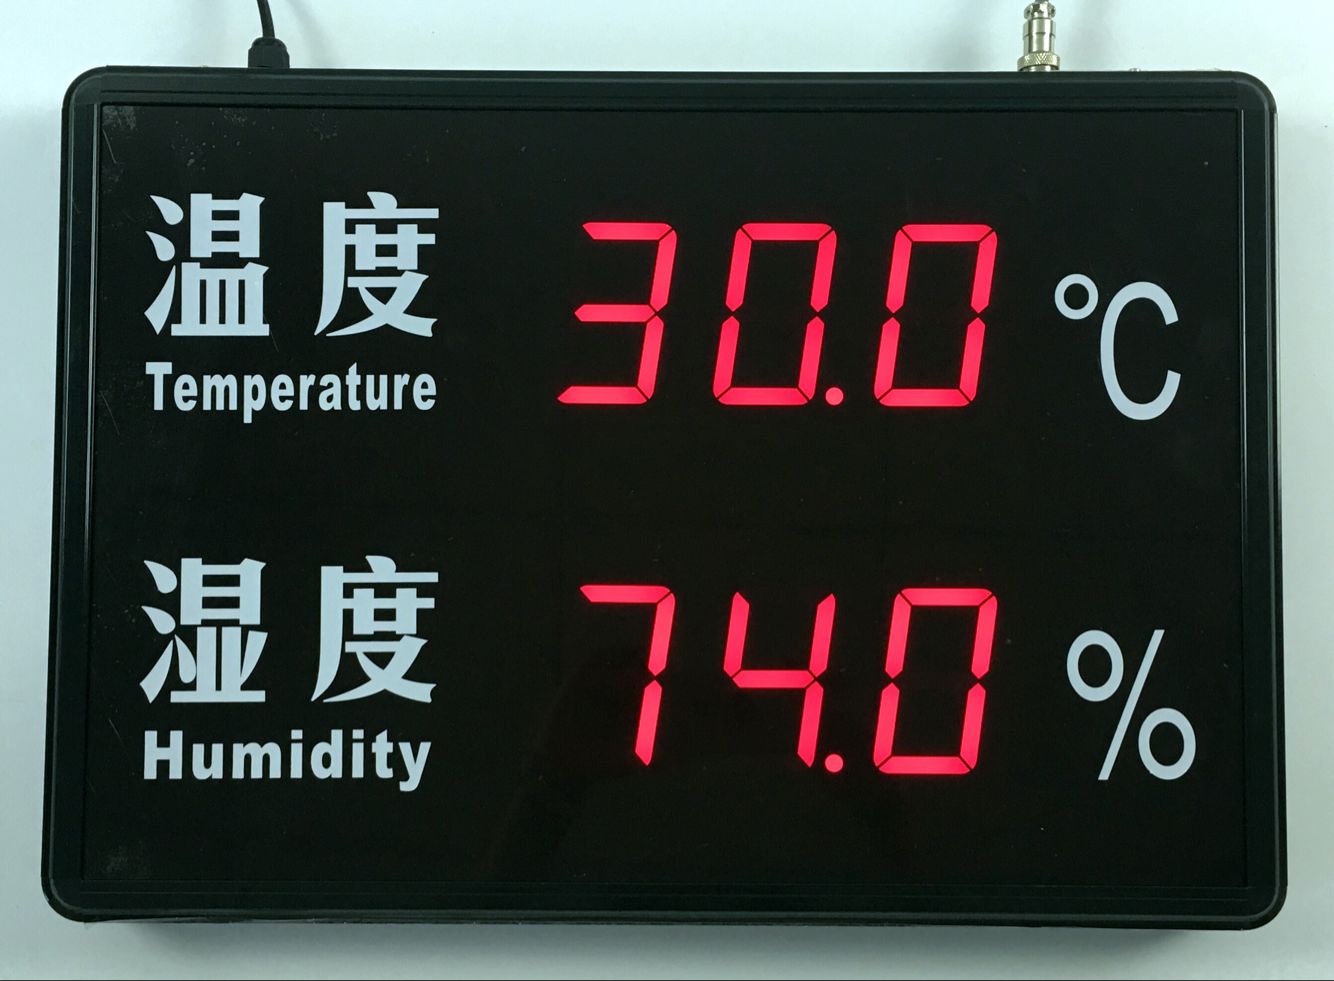 温度 30.0 °C
Temperature
湿度 74.0 %
Humidity